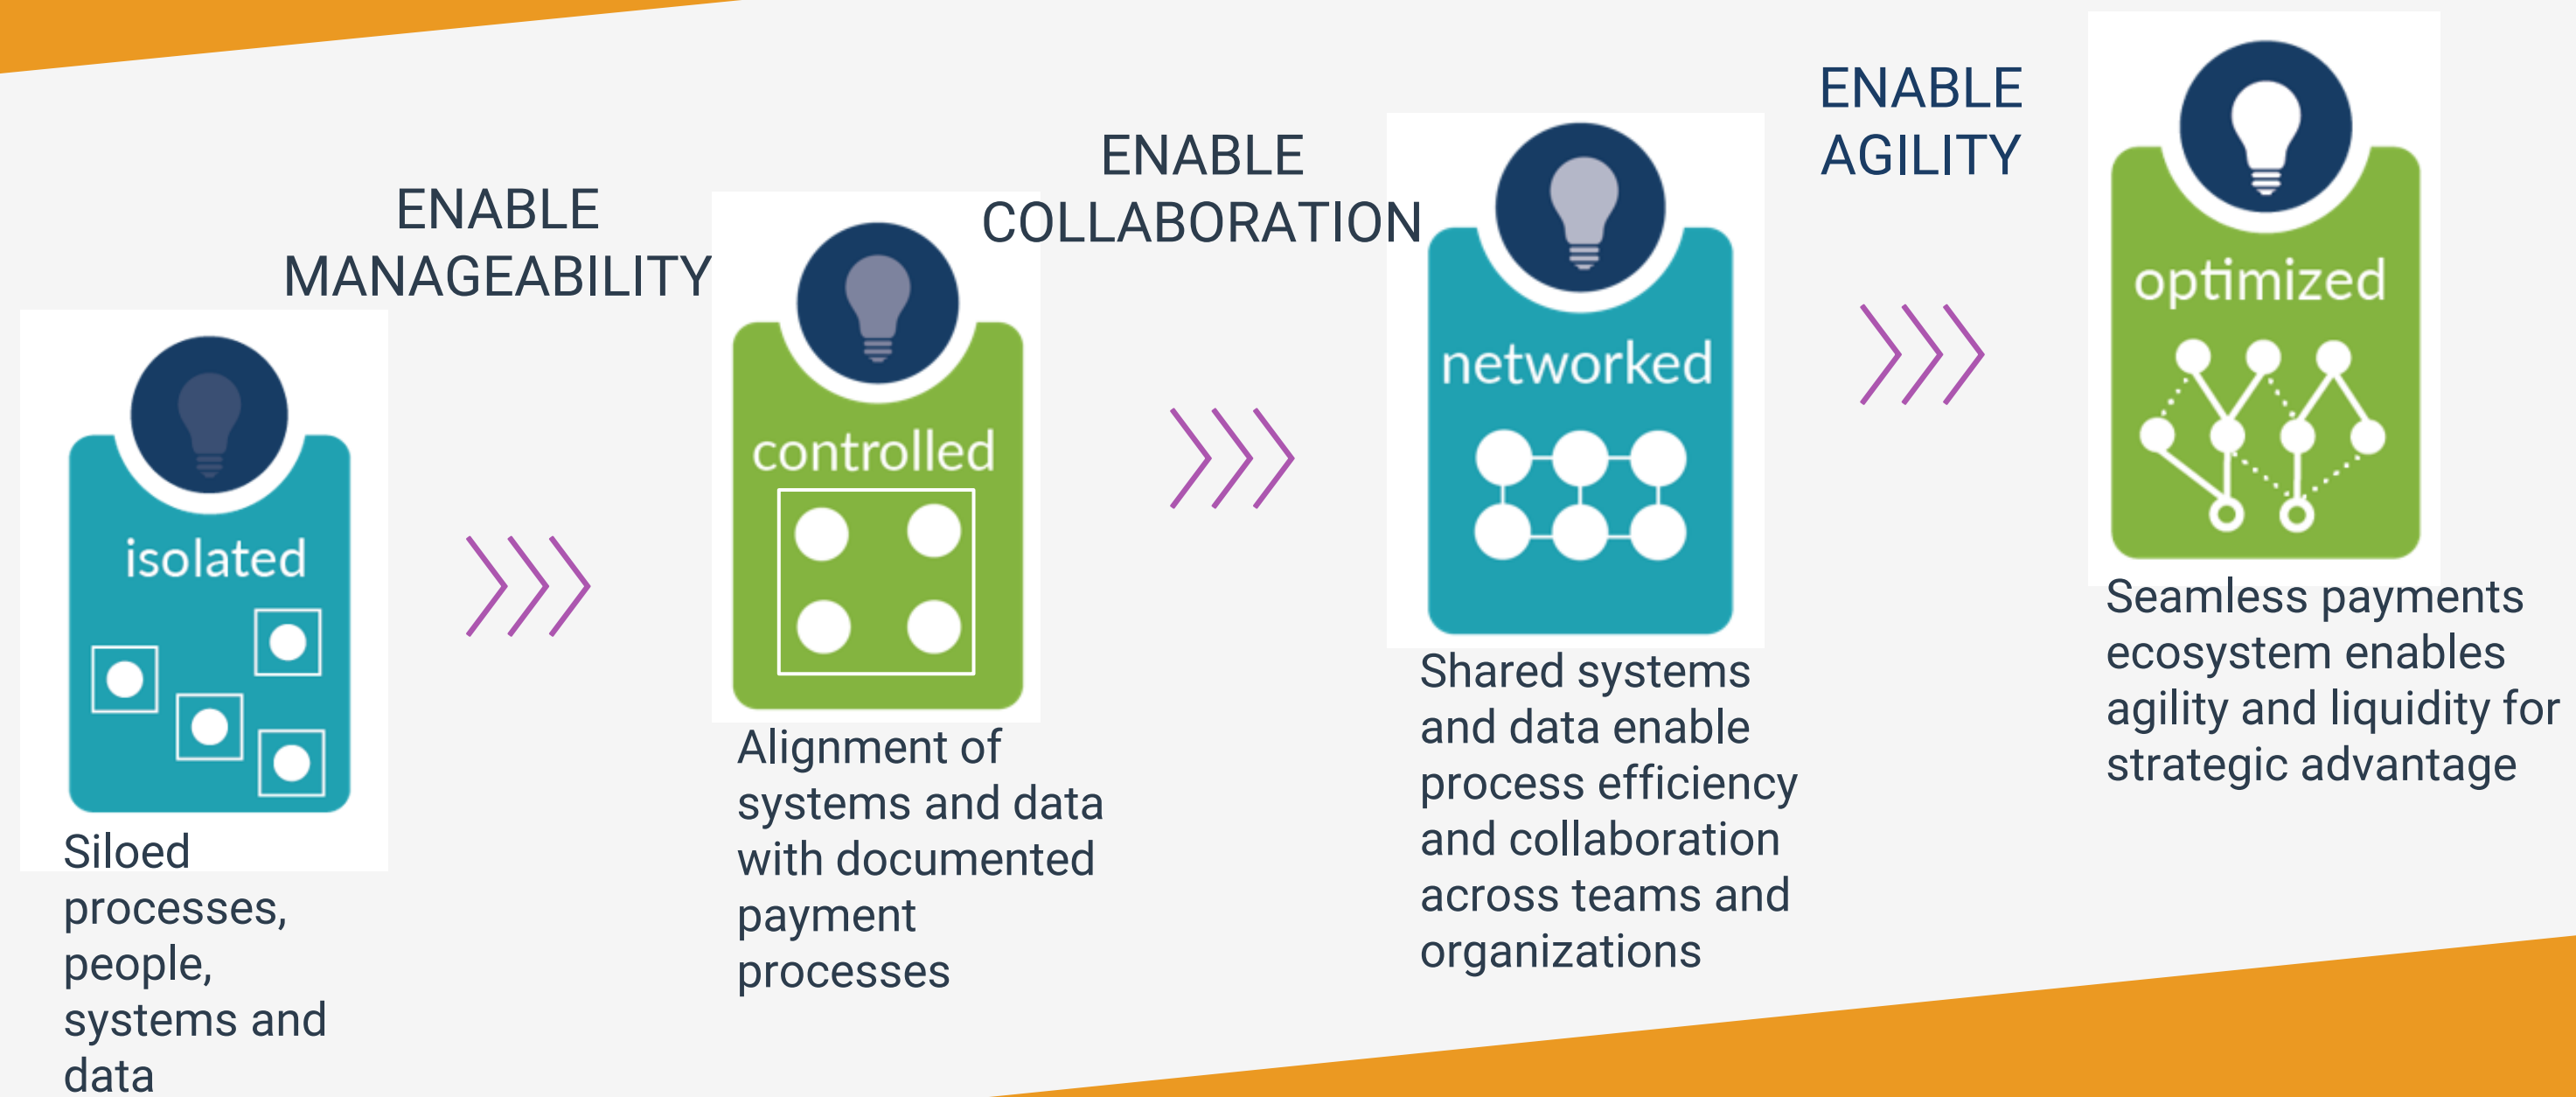 ENABLE
MANAGEABILITY
ENABLE
COLLABORATION
ENABLE
AGILITY
isolated
Siloed
processes,
people,
systems and
data
controlled
Alignment of
systems and data
with documented
payment
processes
networked
Shared systems
and data enable
process efficiency
and collaboration
across teams and
organizations
optimized
Seamless payments
ecosystem enables
agility and liquidity for
strategic advantage